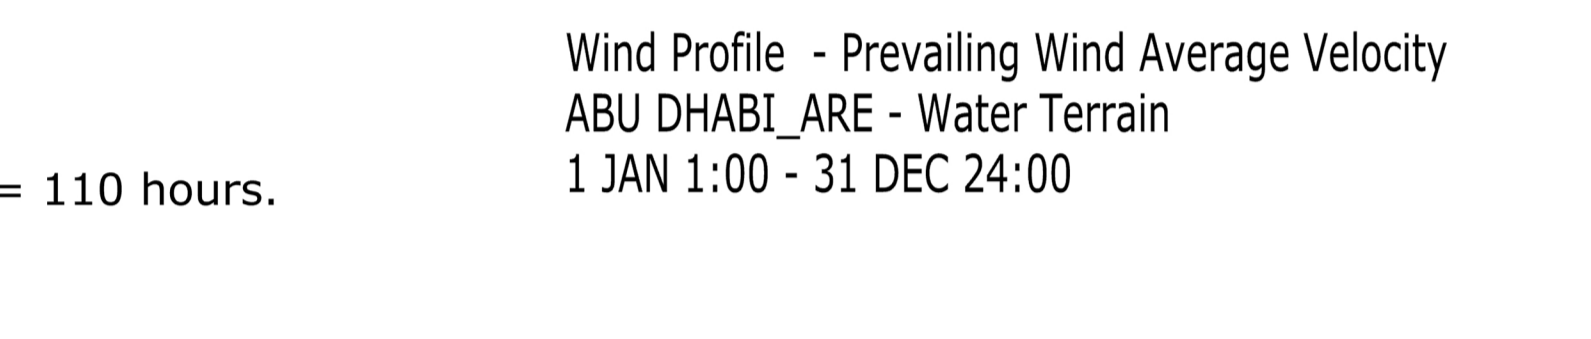 = 110 hours.
Wind Profile  - Prevailing Wind Average Velocity
ABU DHABI_ARE - Water Terrain
1 JAN 1:00 - 31 DEC 24:00